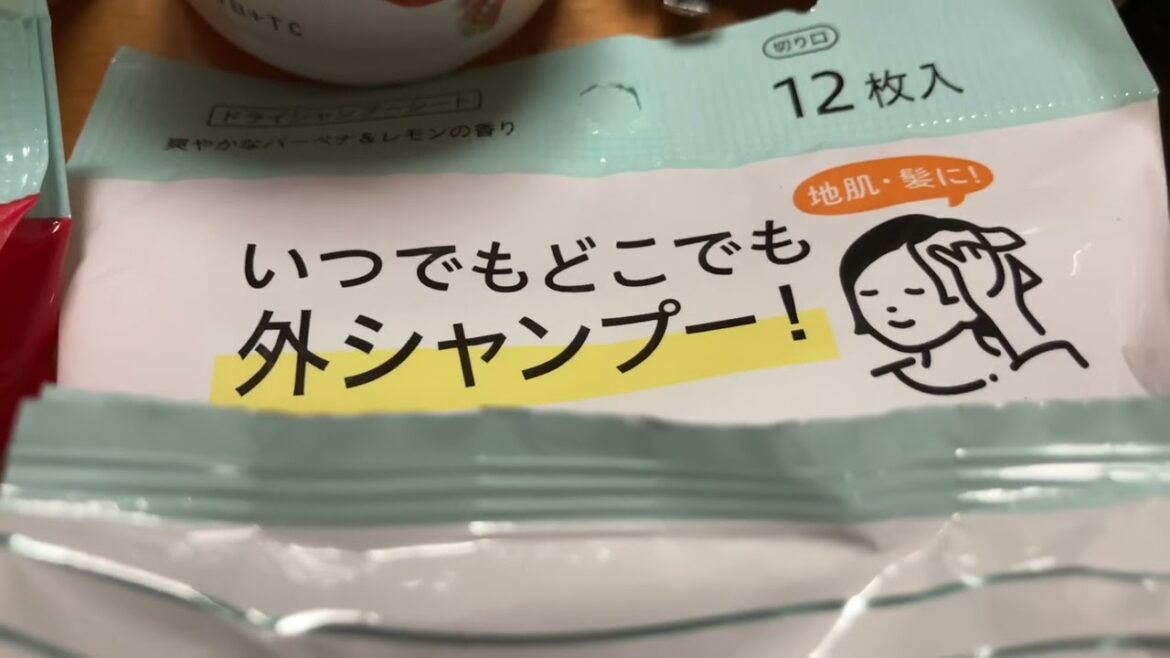 B+TC
切り口
12枚入
ドライシャンプーシート
爽やかなバーベナ&レモンの香り
地肌・髪に!
いつでもどこでも
外シャンプー!